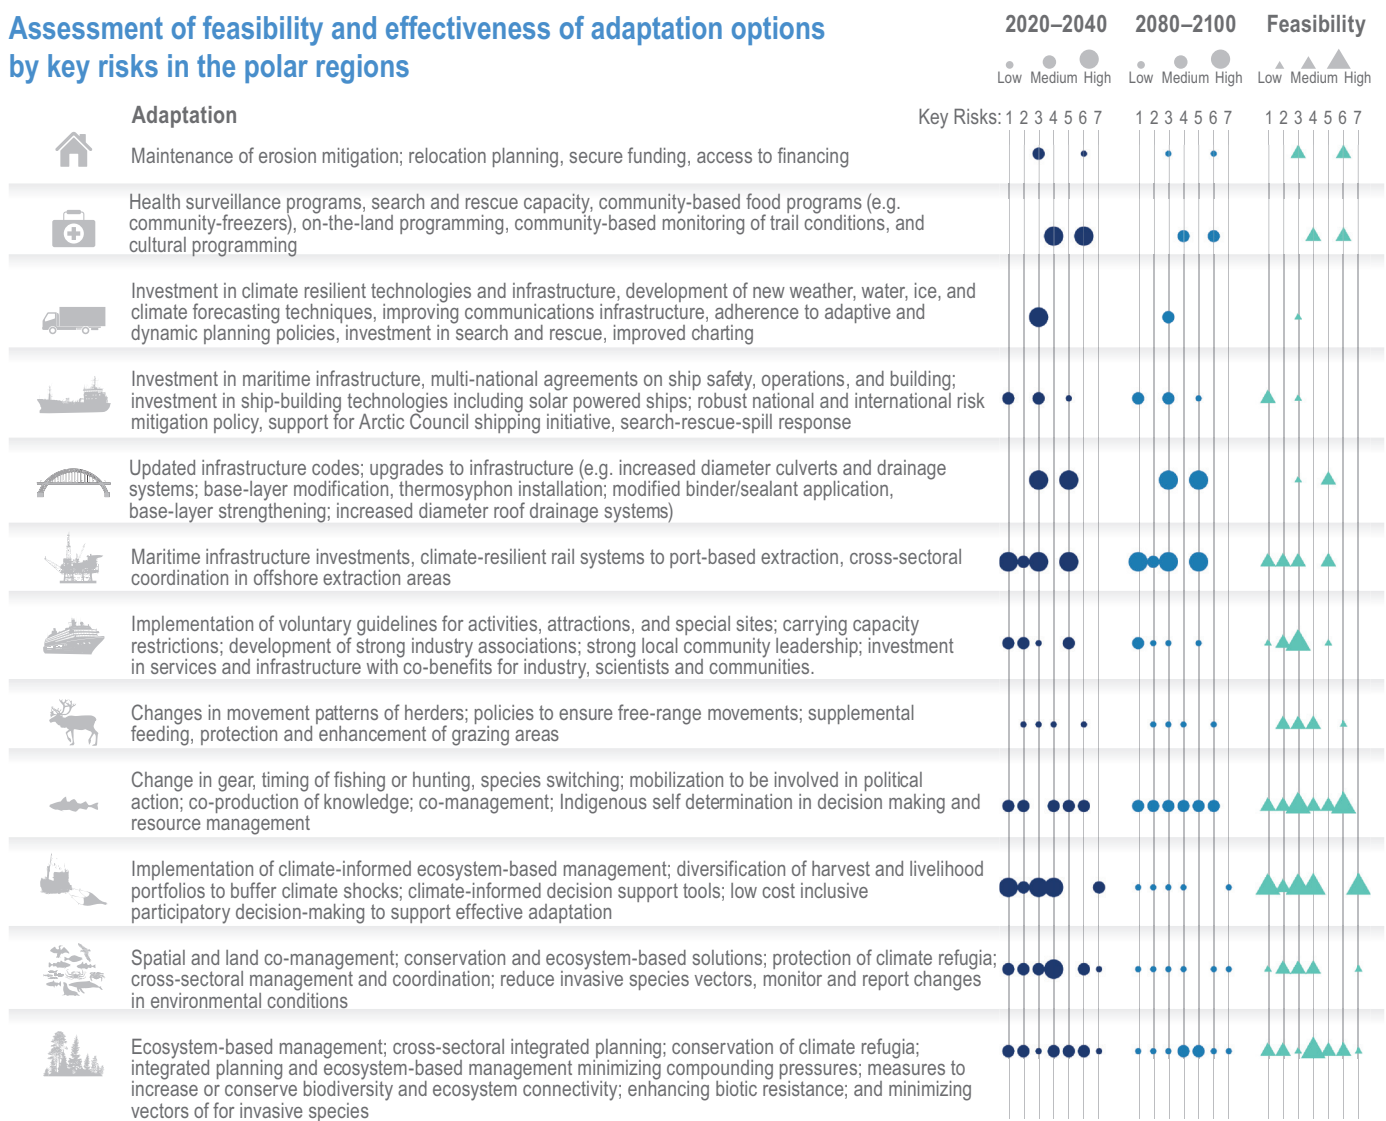 Assessment of feasibility and effectiveness of adaptation options
by key risks in the polar regions
2020–2040 2080–2100 Feasibility
Low Medium High Low Medium High Low Medium High
Adaptation
Key Risks: 1 2 3 4 5 6 7 1 2 3 4 5 6 7 1 2 3 4 5 6 7
Maintenance of erosion mitigation; relocation planning, secure funding, access to financing
Health surveillance programs, search and rescue capacity, community-based food programs (e.g.
community-freezers), on-the-land programming, community-based monitoring of trail conditions, and
cultural programming
Investment in climate resilient technologies and infrastructure, development of new weather, water, ice, and
climate forecasting techniques, improving communications infrastructure, adherence to adaptive and
dynamic planning policies, investment in search and rescue, improved charting
Investment in maritime infrastructure, multi-national agreements on ship safety, operations, and building;
investment in ship-building technologies including solar powered ships; robust national and international risk
mitigation policy, support for Arctic Council shipping initiative, search-rescue-spill response
Updated infrastructure codes; upgrades to infrastructure (e.g. increased diameter culverts and drainage
systems; base-layer modification, thermosyphon installation; modified binder/sealant application,
base-layer strengthening; increased diameter roof drainage systems)
Maritime infrastructure investments, climate-resilient rail systems to port-based extraction, cross-sectoral
coordination in offshore extraction areas
Implementation of voluntary guidelines for activities, attractions, and special sites; carrying capacity
restrictions; development of strong industry associations; strong local community leadership; investment
in services and infrastructure with co-benefits for industry, scientists and communities.
Changes in movement patterns of herders; policies to ensure free-range movements; supplemental
feeding, protection and enhancement of grazing areas
Change in gear, timing of fishing or hunting, species switching; mobilization to be involved in political
action; co-production of knowledge; co-management; Indigenous self determination in decision making and
resource management
Implementation of climate-informed ecosystem-based management; diversification of harvest and livelihood
portfolios to buffer climate shocks; climate-informed decision support tools; low cost inclusive
participatory decision-making to support effective adaptation
Spatial and land co-management; conservation and ecosystem-based solutions; protection of climate refugia;
cross-sectoral management and coordination; reduce invasive species vectors, monitor and report changes
in environmental conditions
Ecosystem-based management; cross-sectoral integrated planning; conservation of climate refugia;
integrated planning and ecosystem-based management minimizing compounding pressures; measures to
increase or conserve biodiversity and ecosystem connectivity; enhancing biotic resistance; and minimizing
vectors of for invasive species